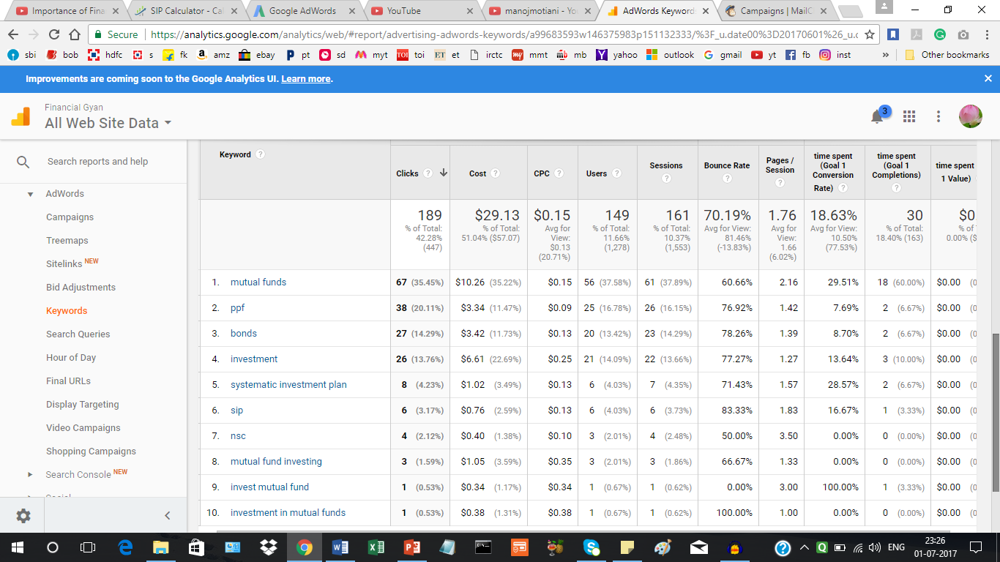 Importance of Finan
SIP Calculator - Cal
Google AdWords
YouTube
manojmotiani - Yo
AdWords Keyword
Campaigns | MailC
Secure
https://analytics.google.com/analytics/web/#report/advertising-adwords-keywords/a99683593w146375983p151132333/%3F_u.date00%3D20170601%26_u.c
sbi bob hdfc s fk amz ebay pt sd myt toi et irctc mmt mb yahoo outlook gmail yt fb inst » Other bookmarks
Improvements are coming soon to the Google Analytics UI. Learn more.
Financial Gyan
All Web Site Data
3
Search reports and help
AdWords
Campaigns
Treemaps
Sitelinks NEW
Bid Adjustments
Keywords
Search Queries
Hour of Day
Final URLs
Display Targeting
Video Campaigns
Shopping Campaigns
Search Console NEW
Keyword ?
Clicks ?
Cost ?
CPC ?
Users ?
Sessions ?
Bounce Rate ?
Pages / Session ?
time spent (Goal 1 Conversion Rate) ?
time spent (Goal 1 Completions) ?
time spent 1 Value)
189 % of Total: 42.28% (447)
$29.13 % of Total: 51.04% ($57.07)
$0.15 Avg for View: $0.13 (20.71%)
149 % of Total: 11.66% (1,278)
161 % of Total: 10.37% (1,553)
70.19% Avg for View: 81.46% (-13.83%)
1.76 Avg for View: 1.66 (6.02%)
18.63% Avg for View: 10.50% (77.53%)
30 % of Total: 18.40% (163)
$0 % of 0.00% ($
1. mutual funds 67 (35.45%) $10.26 (35.22%) $0.15 56 (37.58%) 61 (37.89%) 60.66% 2.16 29.51% 18 (60.00%) $0.00 (0
2. ppf 38 (20.11%) $3.34 (11.47%) $0.09 25 (16.78%) 26 (16.15%) 76.92% 1.42 7.69% 2 (6.67%) $0.00 (0
3. bonds 27 (14.29%) $3.42 (11.73%) $0.13 20 (13.42%) 23 (14.29%) 78.26% 1.39 8.70% 2 (6.67%) $0.00 (0
4. investment 26 (13.76%) $6.61 (22.69%) $0.25 21 (14.09%) 22 (13.66%) 77.27% 1.27 13.64% 3 (10.00%) $0.00 (0
5. systematic investment plan 8 (4.23%) $1.02 (3.49%) $0.13 6 (4.03%) 7 (4.35%) 71.43% 1.57 28.57% 2 (6.67%) $0.00 (0
6. sip 6 (3.17%) $0.76 (2.59%) $0.13 6 (4.03%) 6 (3.73%) 83.33% 1.83 16.67% 1 (3.33%) $0.00 (0
7. nsc 4 (2.12%) $0.40 (1.38%) $0.10 3 (2.01%) 4 (2.48%) 50.00% 3.50 0.00% 0 (0.00%) $0.00 (0
8. mutual fund investing 3 (1.59%) $1.05 (3.59%) $0.35 3 (2.01%) 3 (1.86%) 66.67% 1.33 0.00% 0 (0.00%) $0.00 (0
9. invest mutual fund 1 (0.53%) $0.34 (1.17%) $0.34 1 (0.67%) 1 (0.62%) 0.00% 3.00 100.00% 1 (3.33%) $0.00 (0
10. investment in mutual funds 1 (0.53%) $0.38 (1.31%) $0.38 1 (0.67%) 1 (0.62%) 100.00% 1.00 0.00% 0 (0.00%) $0.00 (0
ENG
23:26
01-07-2017